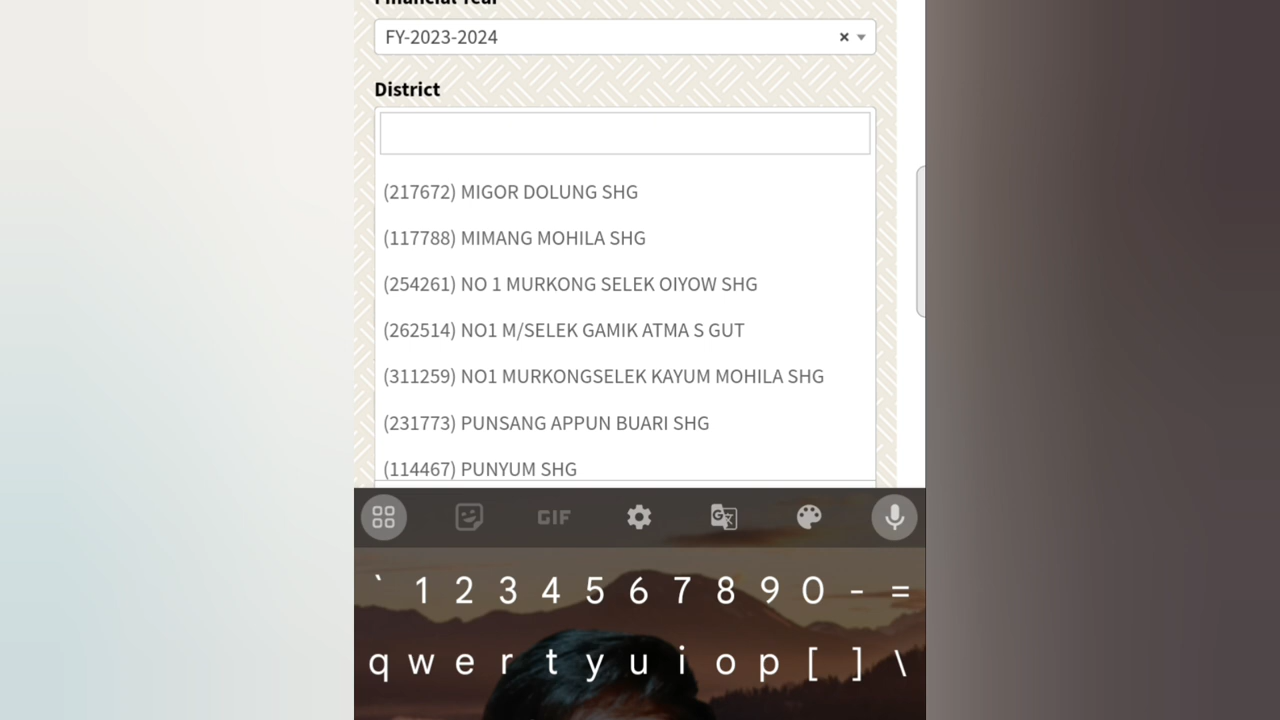 Financial Year
FY-2023-2024
District
(217672) MIGOR DOLUNG SHG
(117788) MIMANG MOHILA SHG
(254261) NO 1 MURKONG SELEK OIYOW SHG
(262514) NO1 M/SELEK GAMIK ATMA S GUT
(311259) NO1 MURKONGSELEK KAYUM MOHILA SHG
(231773) PUNSANG APPUN BUARI SHG
(114467) PUNYUM SHG
GIF
` 1 2 3 4 5 6 7 8 9 0 - =
q w e r t y u i o p [ ] \